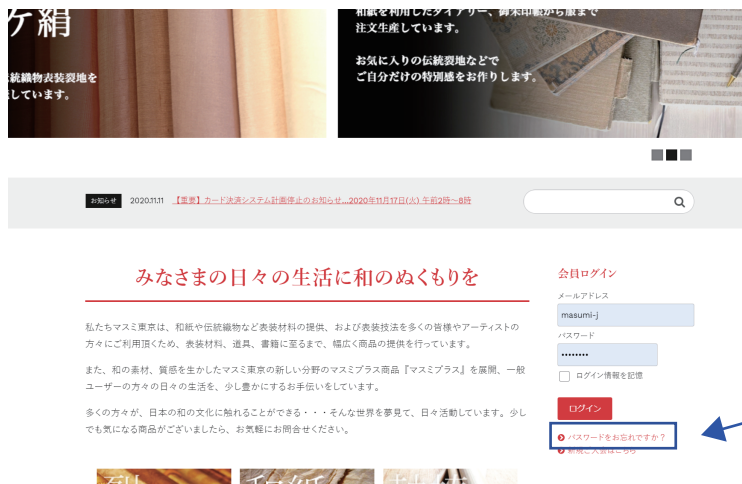 ケ絹
統織物表装裂地を
しています。
和紙を利用したダイアリー、御朱印帳から服まで
注文生産しています。
お気に入りの伝統裂地などで
ご自分だけの特別感をお作りします。
お知らせ 2020.11.11 【重要】カード決済システム計画停止のお知らせ...2020年11月17日(火) 午前2時～8時
みなさまの日々の生活に和のぬくもりを
私たちマスミ東京は、和紙や伝統織物など表装材料の提供、および表装技法を多くの皆様やアーティストの
方々にご利用頂くため、表装材料、道具、書籍に至るまで、幅広く商品の提供を行っています。
また、和の素材、質感を生かしたマスミ東京の新しい分野のマスミプラス商品『マスミプラス』を展開、一般
ユーザーの方々の日々の生活を、少し豊かにするお手伝いをしています。
多くの方々が、日本の和の文化に触れることができる・・・そんな世界を夢見て、日々活動しています。少し
でも気になる商品がございましたら、お気軽にお問合せください。
会員ログイン
メールアドレス
masumi-j
パスワード
••••••••
ログイン情報を記憶
ログイン
パスワードをお忘れですか？
新規ご入会はこちら